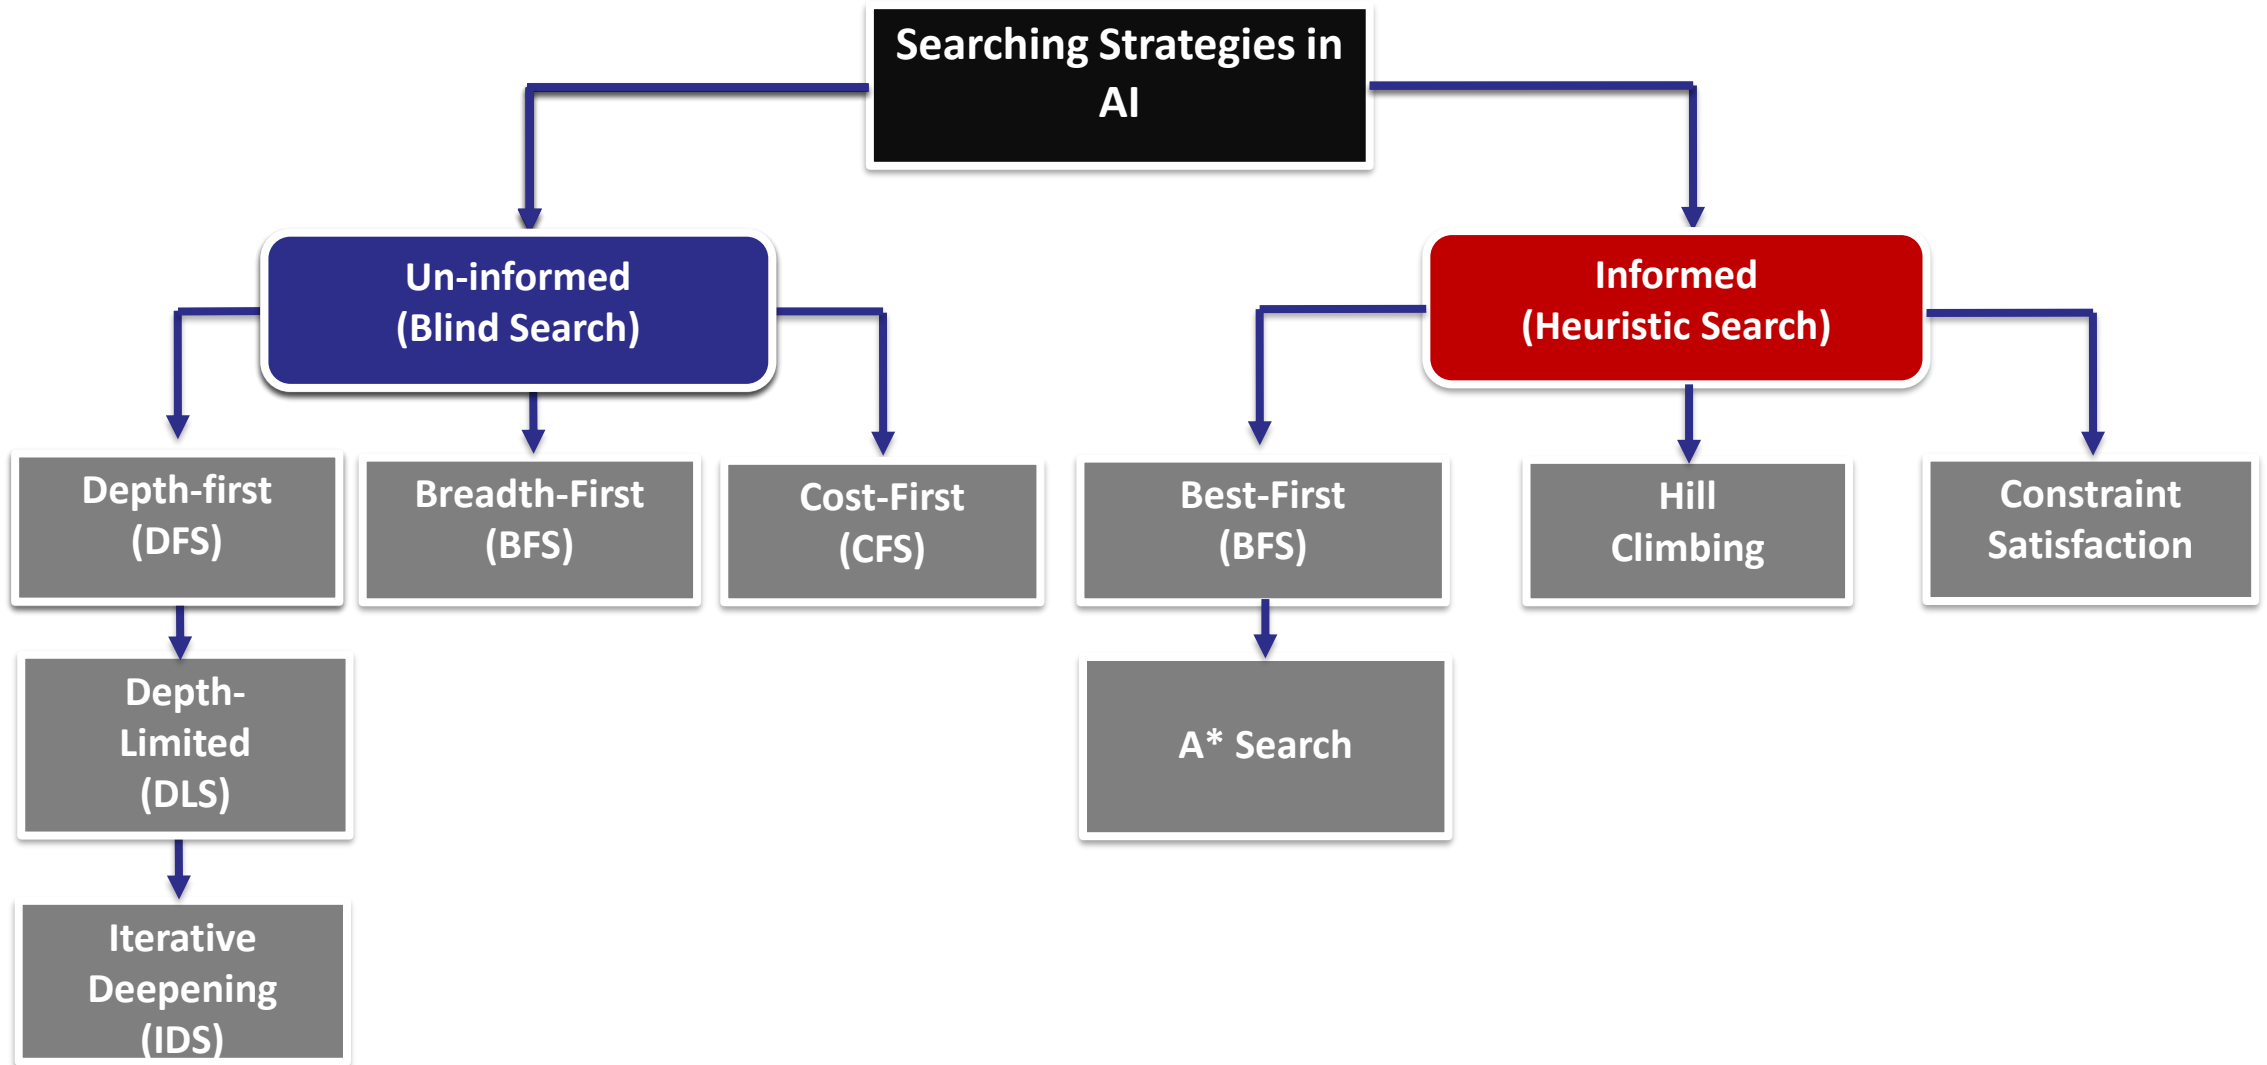 Searching Strategies in
AI
Un-informed
(Blind Search)
Informed
(Heuristic Search)
Depth-first
(DFS)
Breadth-First
(BFS)
Cost-First
(CFS)
Best-First
(BFS)
Hill
Climbing
Constraint
Satisfaction
Depth-
Limited
(DLS)
A* Search
Iterative
Deepening
(IDS)